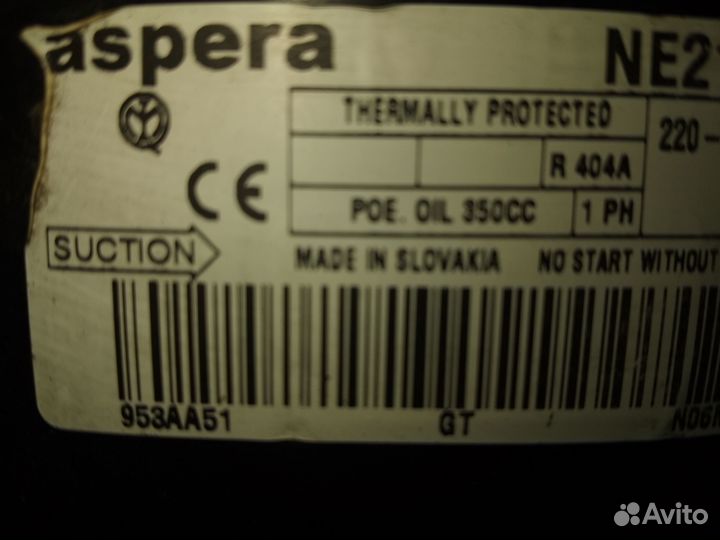 aspera NE2
THERMALLY PROTECTED
220-
R 404A
CE
POE. OIL 350CC 1 PH
SUCTION
MADE IN SLOVAKIA NO START WITHOUT
953AA51 GT
Avito